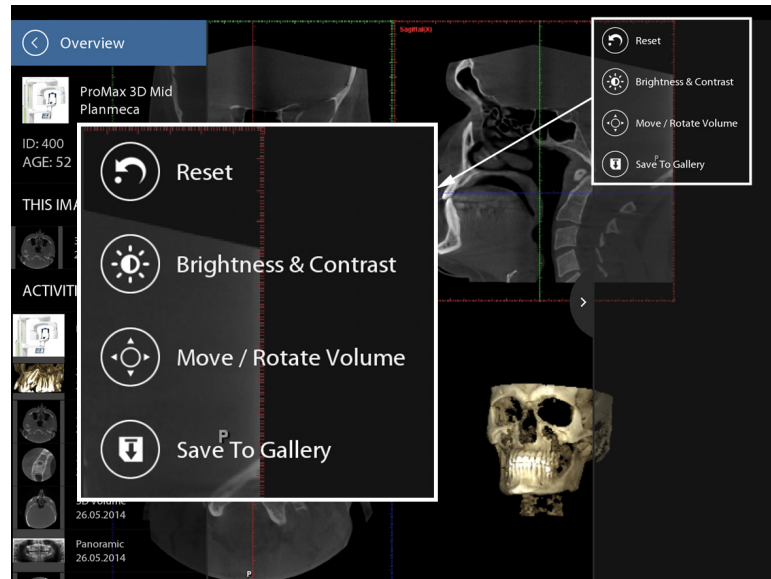 Overview
Sagittal(X)
Reset
Brightness & Contrast
Move / Rotate Volume
Save To Gallery
P
ProMax 3D Mid
Planmeca
ID: 400
AGE: 52
THIS IMA
ACTIVITI
Reset
Brightness & Contrast
Move / Rotate Volume
Save To Gallery
P
3D Volume
26.05.2014
Panoramic
26.05.2014
P